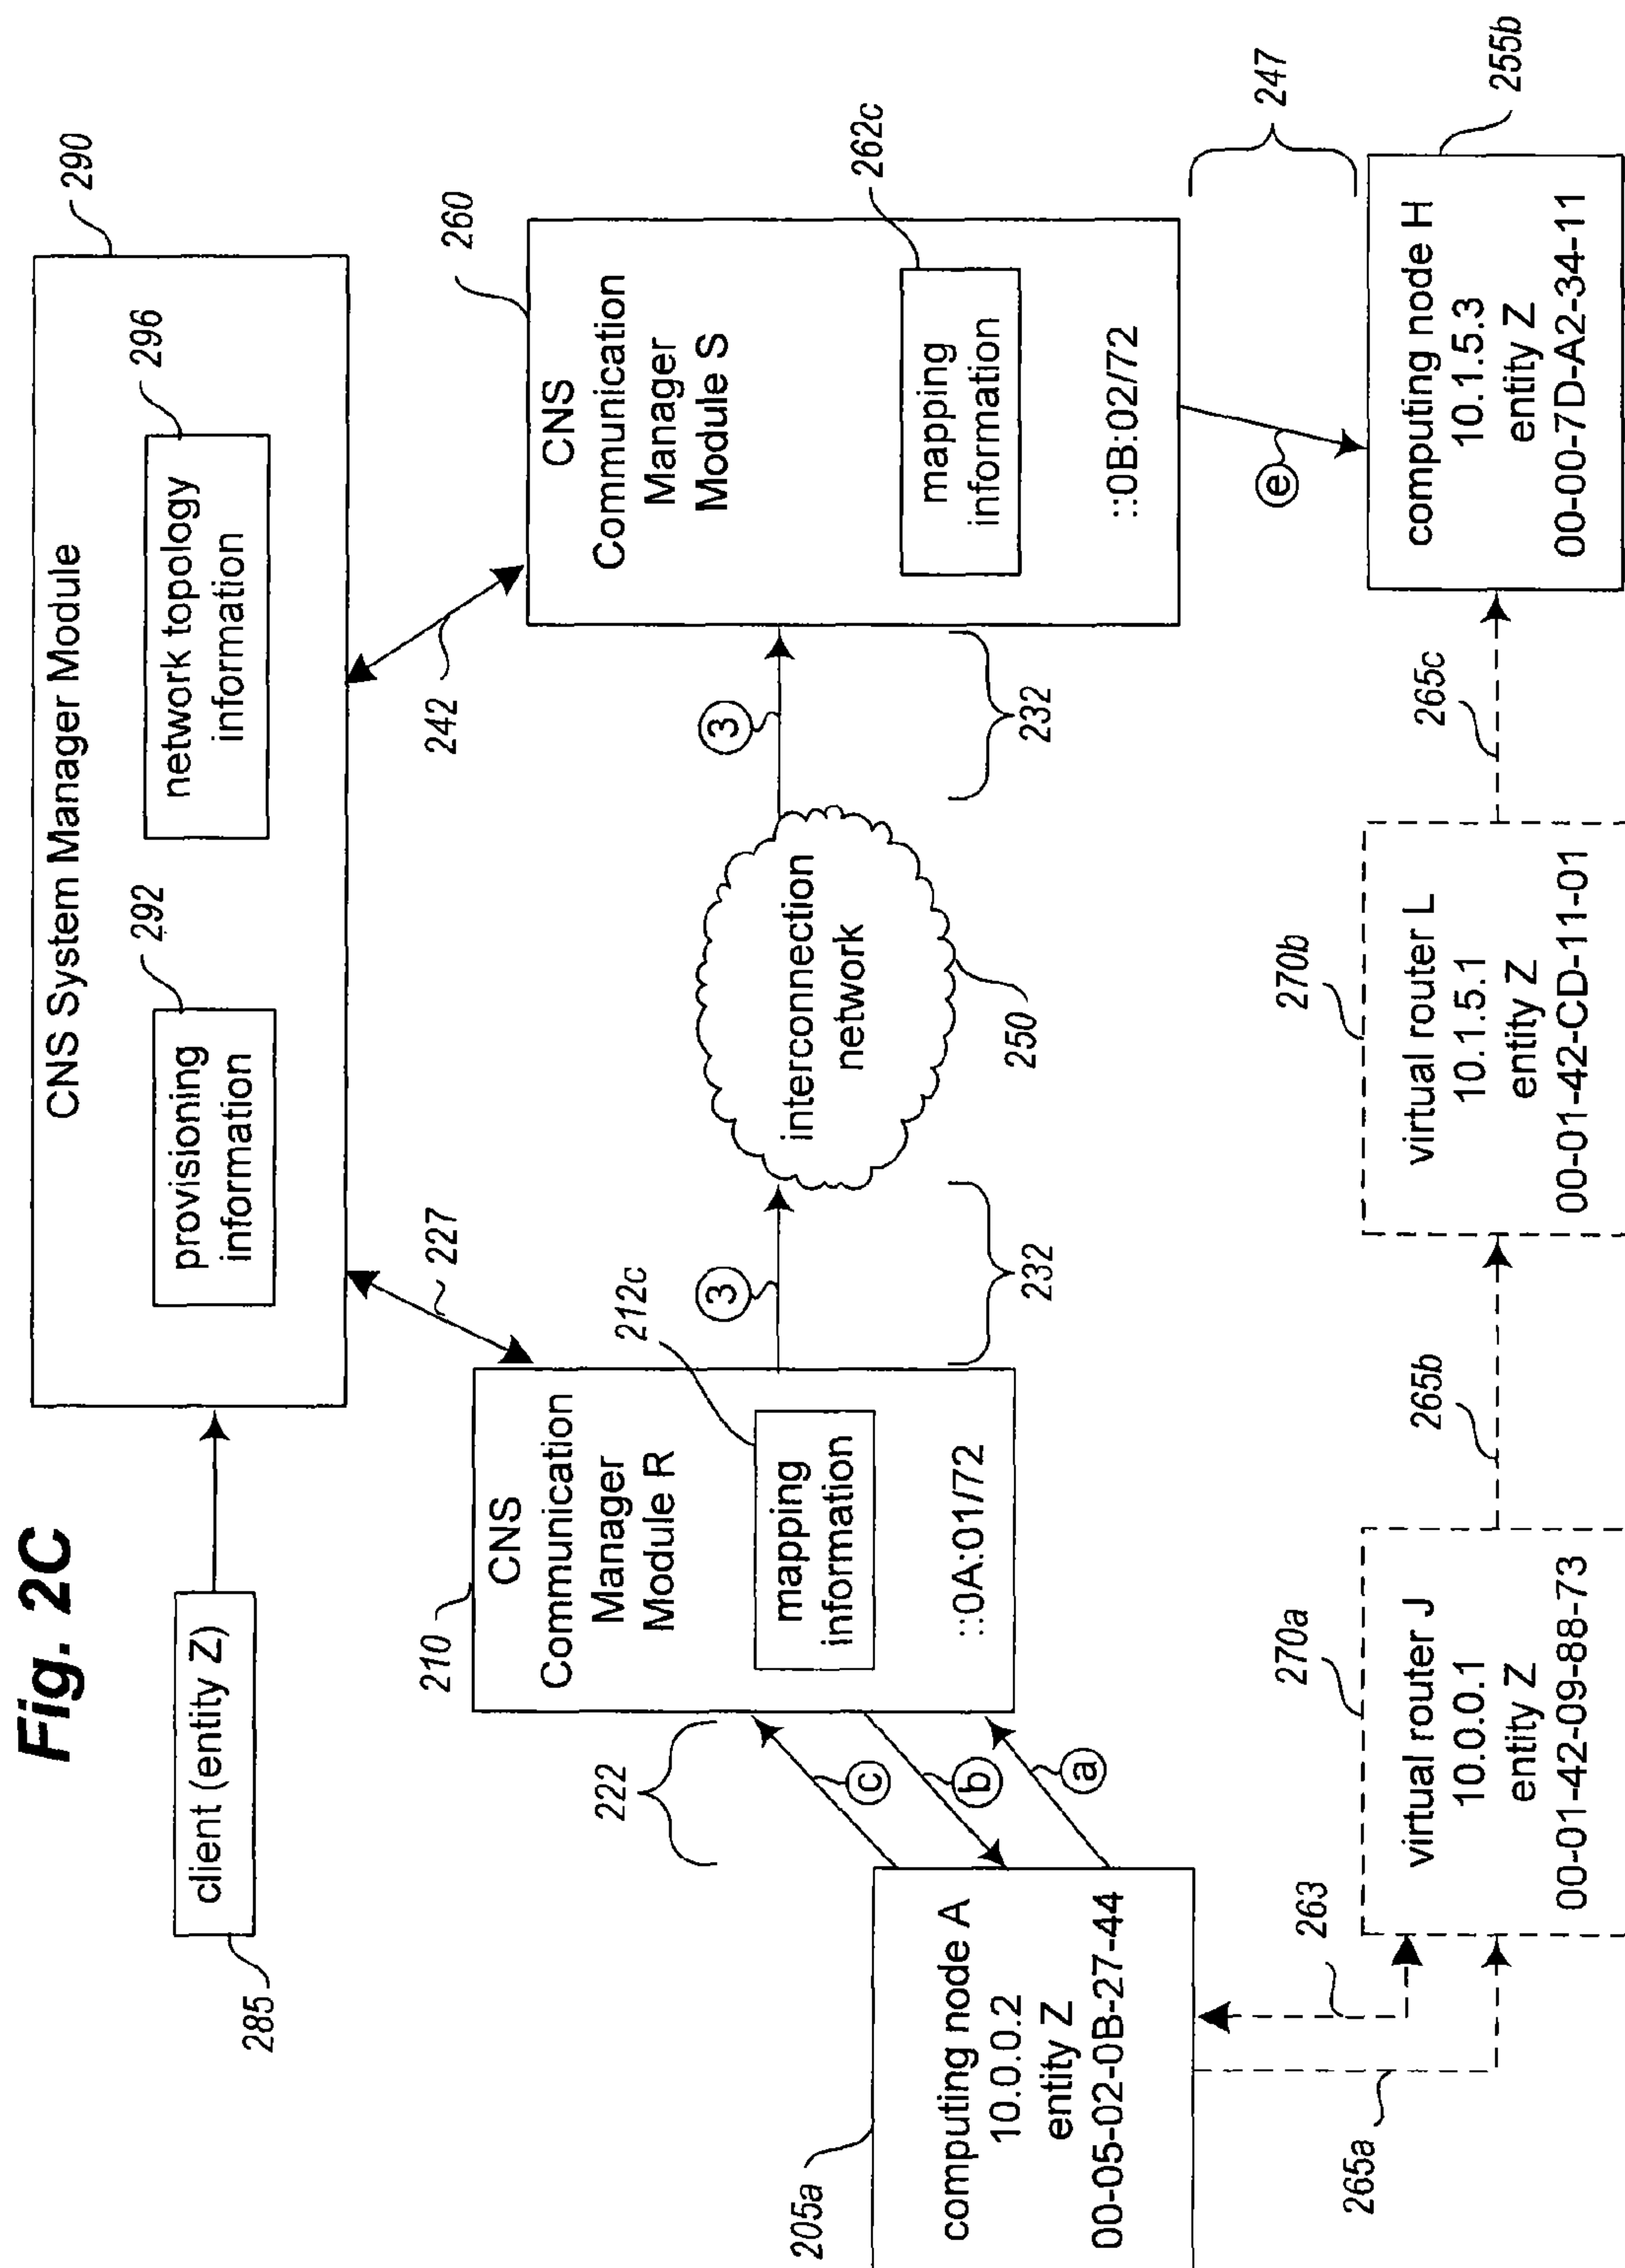 Fig. 2C
client (entity Z)
285
CNS System Manager Module
290
provisioning
information
292
network topology
information
296
227
242
210
CNS
Communication
Manager
Module R
mapping
information
212c
::0A:01/72
260
CNS
Communication
Manager
Module S
mapping
information
262c
::0B:02/72
222
c
b
a
3
232
interconnection
network
250
3
232
e
247
205a
computing node A
10.0.0.2
entity Z
00-05-02-0B-27-44
263
265a
270a
virtual router J
10.0.0.1
entity Z
00-01-42-09-88-73
265b
270b
virtual router L
10.1.5.1
entity Z
00-01-42-CD-11-01
265c
255b
computing node H
10.1.5.3
entity Z
00-00-7D-A2-34-11